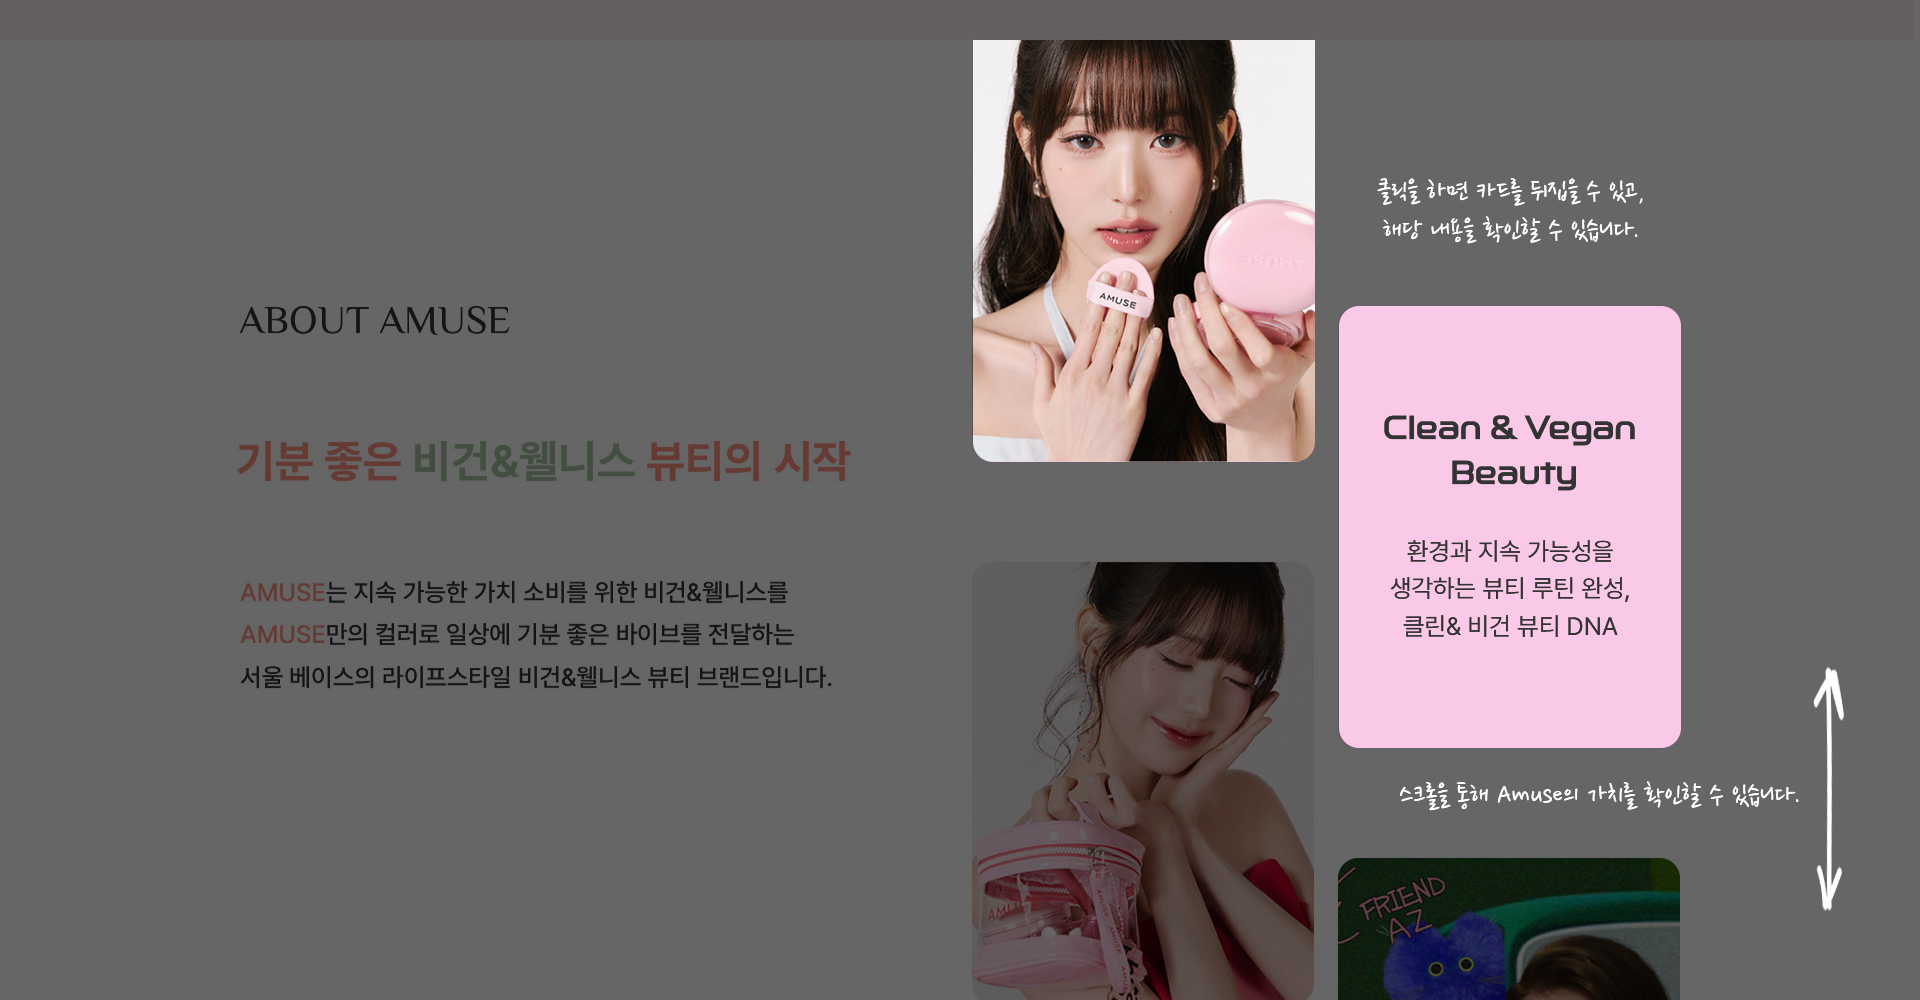 ABOUT AMUSE
기분 좋은 비건&웰니스 뷰티의 시작
AMUSE는 지속 가능한 가치 소비를 위한 비건&웰니스를
AMUSE만의 컬러로 일상에 기분 좋은 바이브를 전달하는
서울 베이스의 라이프스타일 비건&웰니스 뷰티 브랜드입니다.
AMUSE
AMUSE
클릭을 하면 카드를 뒤집을 수 있고,
해당 내용을 확인할 수 있습니다.
Clean & Vegan
Beauty
환경과 지속 가능성을
생각하는 뷰티 루틴 완성,
클린& 비건 뷰티 DNA
스크롤을 통해 Amuse의 가치를 확인할 수 있습니다.
AMUSE
FRIEND
AZ